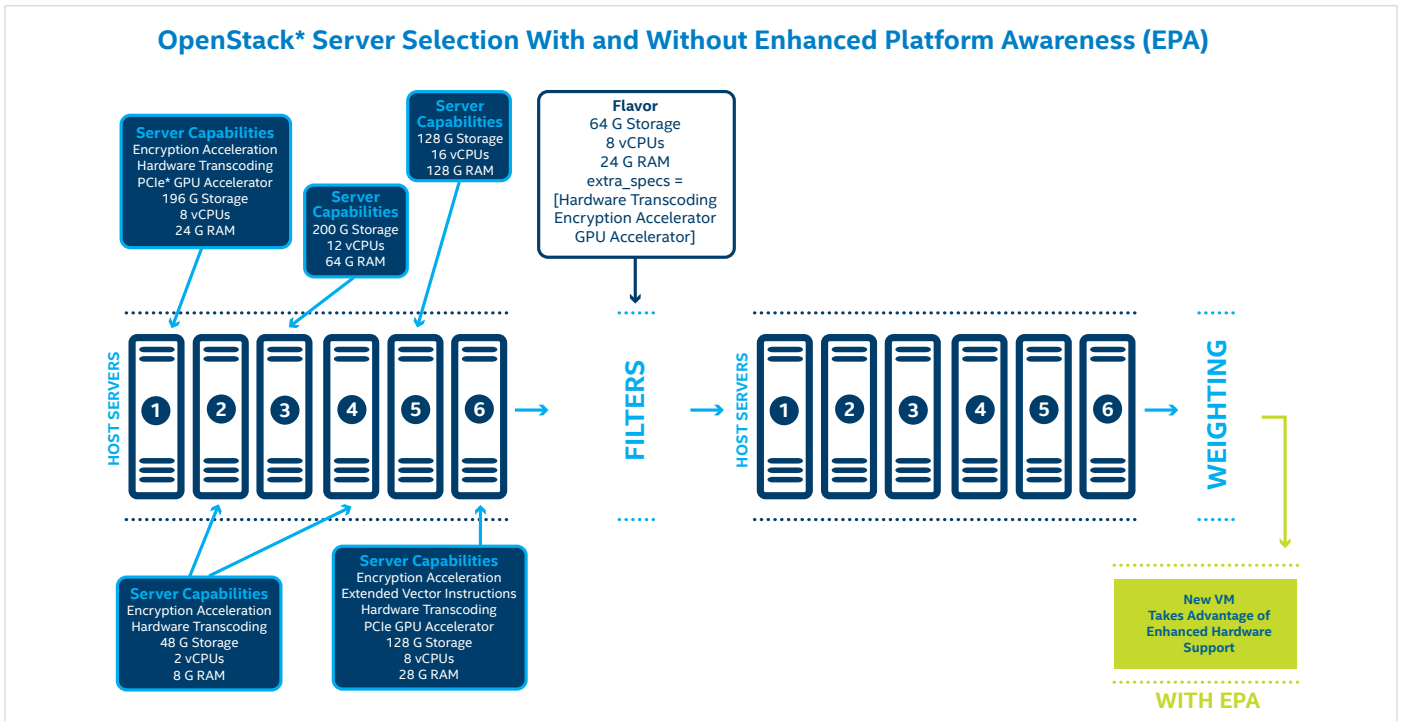 OpenStack* Server Selection With and Without Enhanced Platform Awareness (EPA)
Server Capabilities
Encryption Acceleration
Hardware Transcoding
PCIe* GPU Accelerator
196 G Storage
8 vCPUs
24 G RAM
Server
Capabilities
200 G Storage
12 vCPUs
64 G RAM
Server
Capabilities
128 G Storage
16 vCPUs
128 G RAM
Flavor
64 G Storage
8 vCPUs
24 G RAM
extra_specs =
[Hardware Transcoding
Encryption Accelerator
GPU Accelerator]
HOST SERVERS
1
2
3
4
5
6
FILTERS
HOST SERVERS
1
2
3
4
5
6
WEIGHTING
Server Capabilities
Encryption Acceleration
Hardware Transcoding
48 G Storage
2 vCPUs
8 G RAM
Server Capabilities
Encryption Acceleration
Extended Vector Instructions
Hardware Transcoding
PCIe GPU Accelerator
128 G Storage
8 vCPUs
28 G RAM
New VM
Takes Advantage of
Enhanced Hardware
Support
WITH EPA